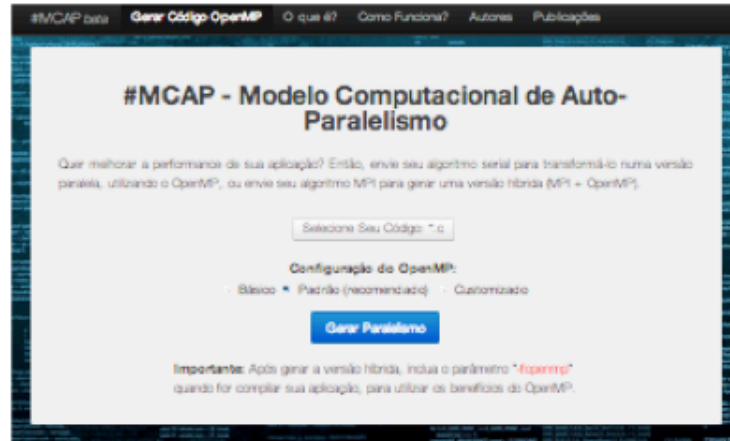 #MCAP beta Gerar Código OpenMP O que é? Como Funciona? Autores Publicações
#MCAP - Modelo Computacional de Auto-
Paralelismo
Quer melhorar a performance de sua aplicação? Então, envie seu algoritmo serial para transformá-lo numa versão
paralela, utilizando o OpenMP, ou envie seu algoritmo MPI para gerar uma versão híbrida (MPI + OpenMP).
Selecione Seu Código: *.c
Configuração do OpenMP:
Básico Padrão (recomendado) Customizado
Gerar Paralelismo
Importante: Após gerar a versão híbrida, inclua o parâmetro "-fopenmp"
quando for compilar sua aplicação, para utilizar os benefícios do OpenMP.